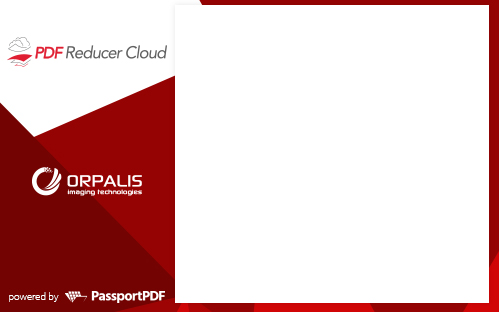 PDF Reducer Cloud
ORPALIS
imaging technologies
powered by PassportPDF